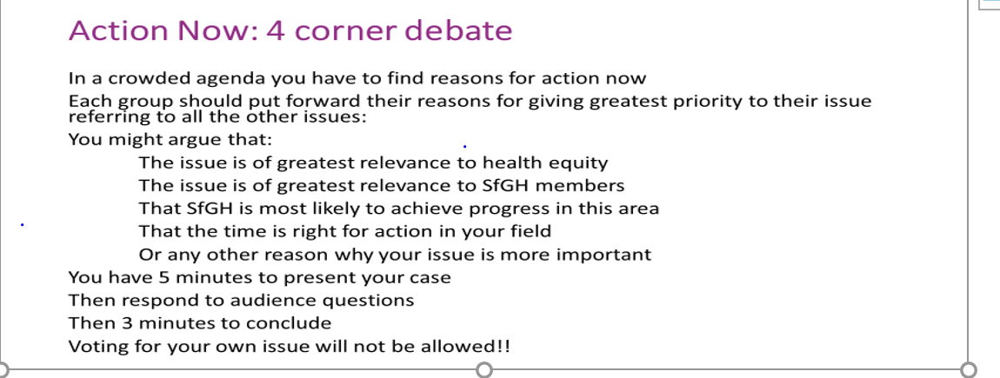 Action Now: 4 corner debate
In a crowded agenda you have to find reasons for action now
Each group should put forward their reasons for giving greatest priority to their issue
referring to all the other issues:
You might argue that:
The issue is of greatest relevance to health equity
The issue is of greatest relevance to SfGH members
That SfGH is most likely to achieve progress in this area
That the time is right for action in your field
Or any other reason why your issue is more important
You have 5 minutes to present your case
Then respond to audience questions
Then 3 minutes to conclude
Voting for your own issue will not be allowed!!